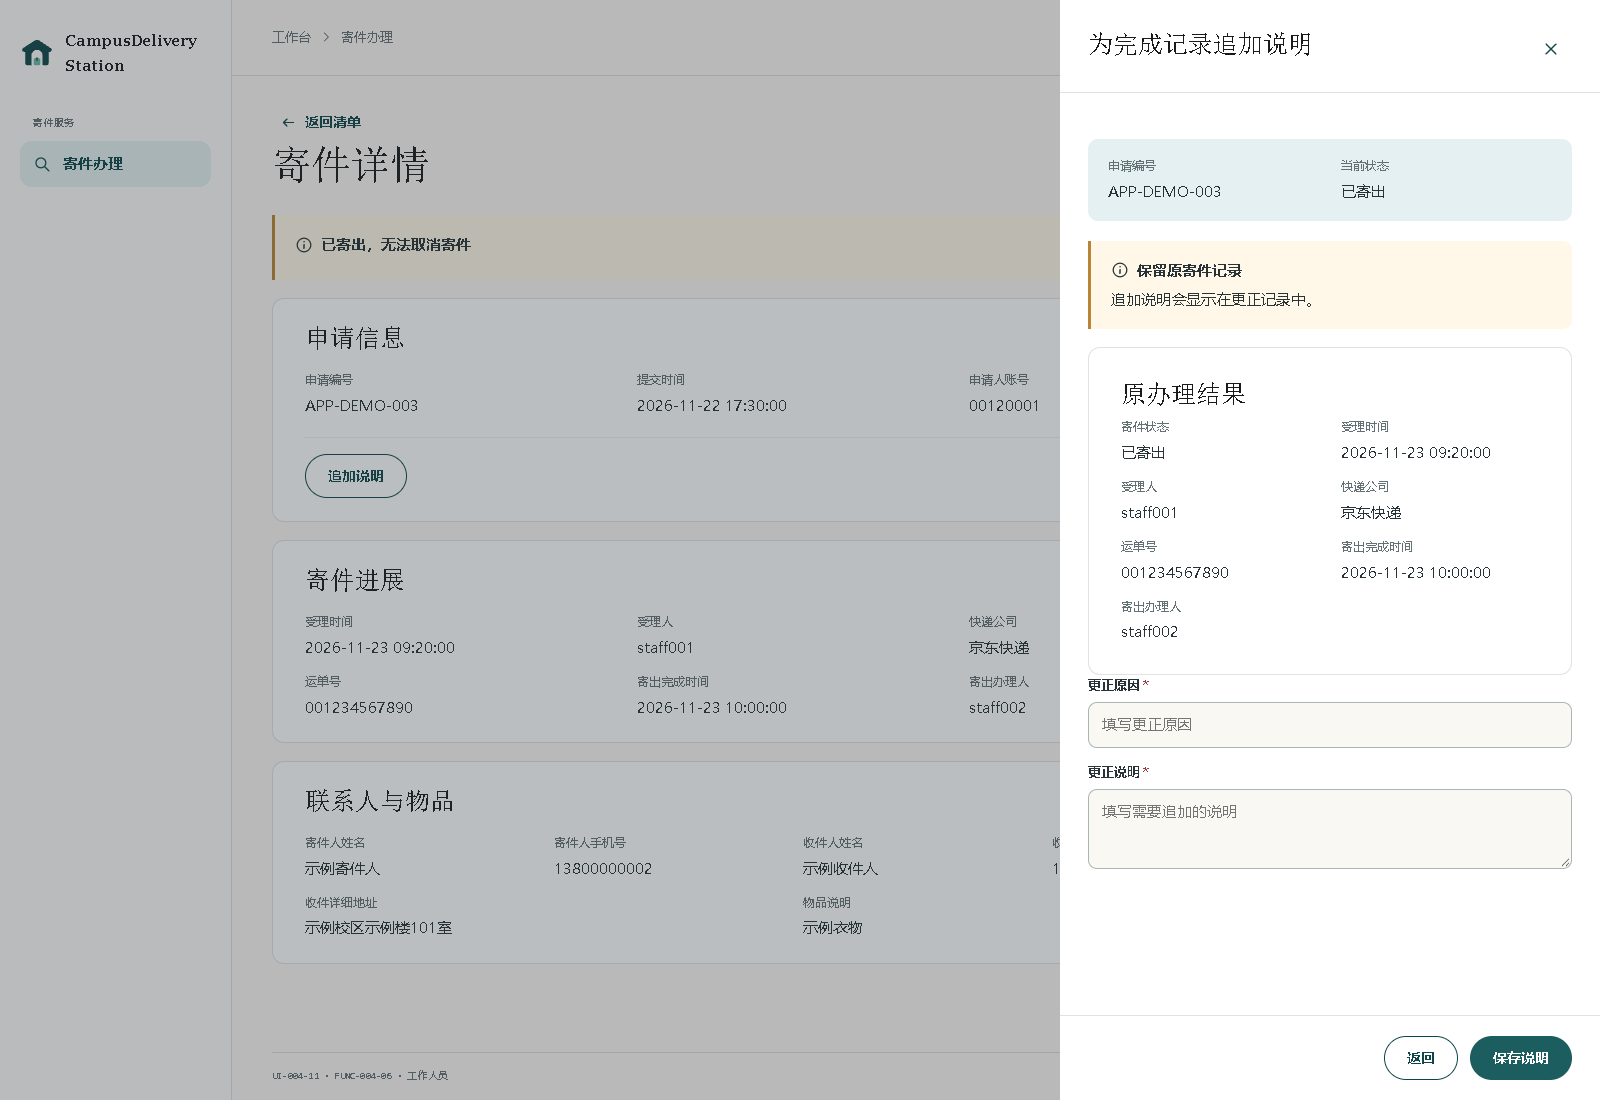 CampusDelivery
Station
寄件服务
寄件办理
工作台 > 寄件办理
← 返回清单
寄件详情
已寄出，无法取消寄件
申请信息
申请编号 提交时间 申请人账号
APP-DEMO-003 2026-11-22 17:30:00 00120001
追加说明
寄件进展
受理时间 受理人 快递公司
2026-11-23 09:20:00 staff001 京东快递
运单号 寄出完成时间 寄出办理人
001234567890 2026-11-23 10:00:00 staff002
联系人与物品
寄件人姓名 寄件人手机号 收件人姓名
示例寄件人 13800000002 示例收件人 1
收件详细地址 物品说明
示例校区示例楼101室 示例衣物
UI-004-11 • FUNC-004-06 • 工作人员
为完成记录追加说明
申请编号 当前状态
APP-DEMO-003 已寄出
保留原寄件记录
追加说明会显示在更正记录中。
原办理结果
寄件状态 受理时间
已寄出 2026-11-23 09:20:00
受理人 快递公司
staff001 京东快递
运单号 寄出完成时间
001234567890 2026-11-23 10:00:00
寄出办理人
staff002
更正原因 *
填写更正原因
更正说明 *
填写需要追加的说明
返回 保存说明